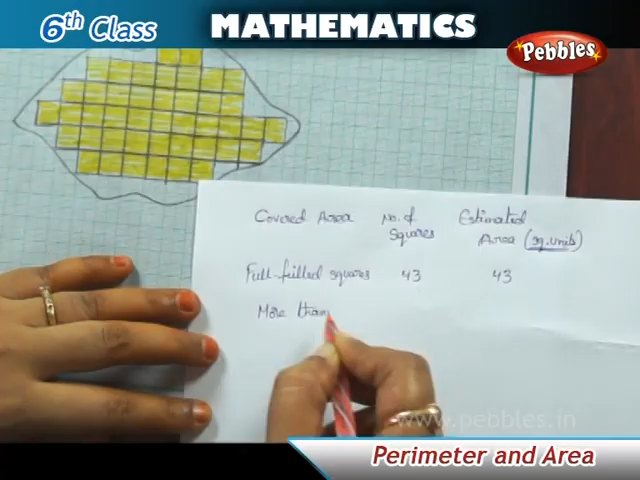 6th Class
MATHEMATICS
Pebbles
Covered Area No. of Squares Estimated Area (sq.units)
Full-filled squares 43 43
More than
www.pebbles.in
Perimeter and Area